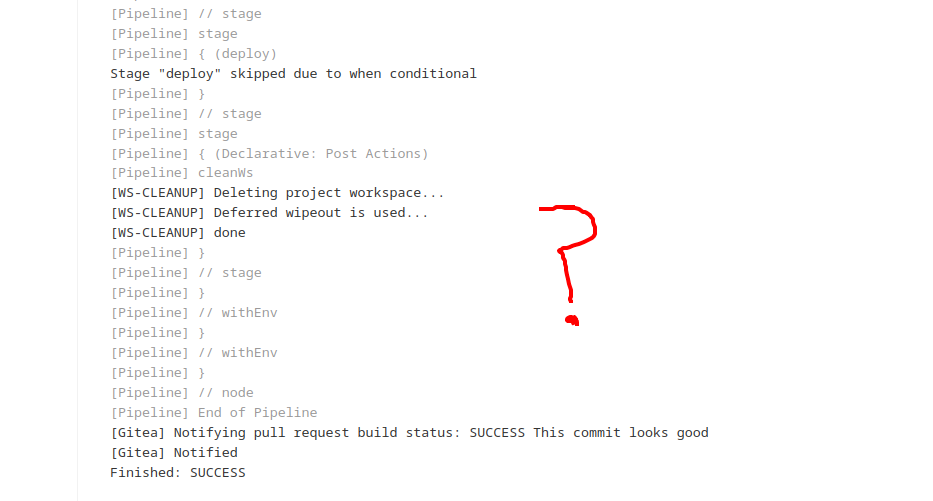 [Pipeline] // stage
[Pipeline] stage
[Pipeline] { (deploy)
Stage "deploy" skipped due to when conditional
[Pipeline] }
[Pipeline] // stage
[Pipeline] stage
[Pipeline] { (Declarative: Post Actions)
[Pipeline] cleanWs
[WS-CLEANUP] Deleting project workspace...
[WS-CLEANUP] Deferred wipeout is used...
[WS-CLEANUP] done
?
[Pipeline] }
[Pipeline] // stage
[Pipeline] }
[Pipeline] // withEnv
[Pipeline] }
[Pipeline] // withEnv
[Pipeline] }
[Pipeline] // node
[Pipeline] End of Pipeline
[Gitea] Notifying pull request build status: SUCCESS This commit looks good
[Gitea] Notified
Finished: SUCCESS